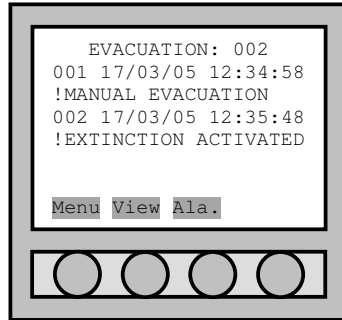 EVACUATION: 002
001 17/03/05 12:34:58
!MANUAL EVACUATION
002 17/03/05 12:35:48
!EXTINCTION ACTIVATED
Menu View Ala.